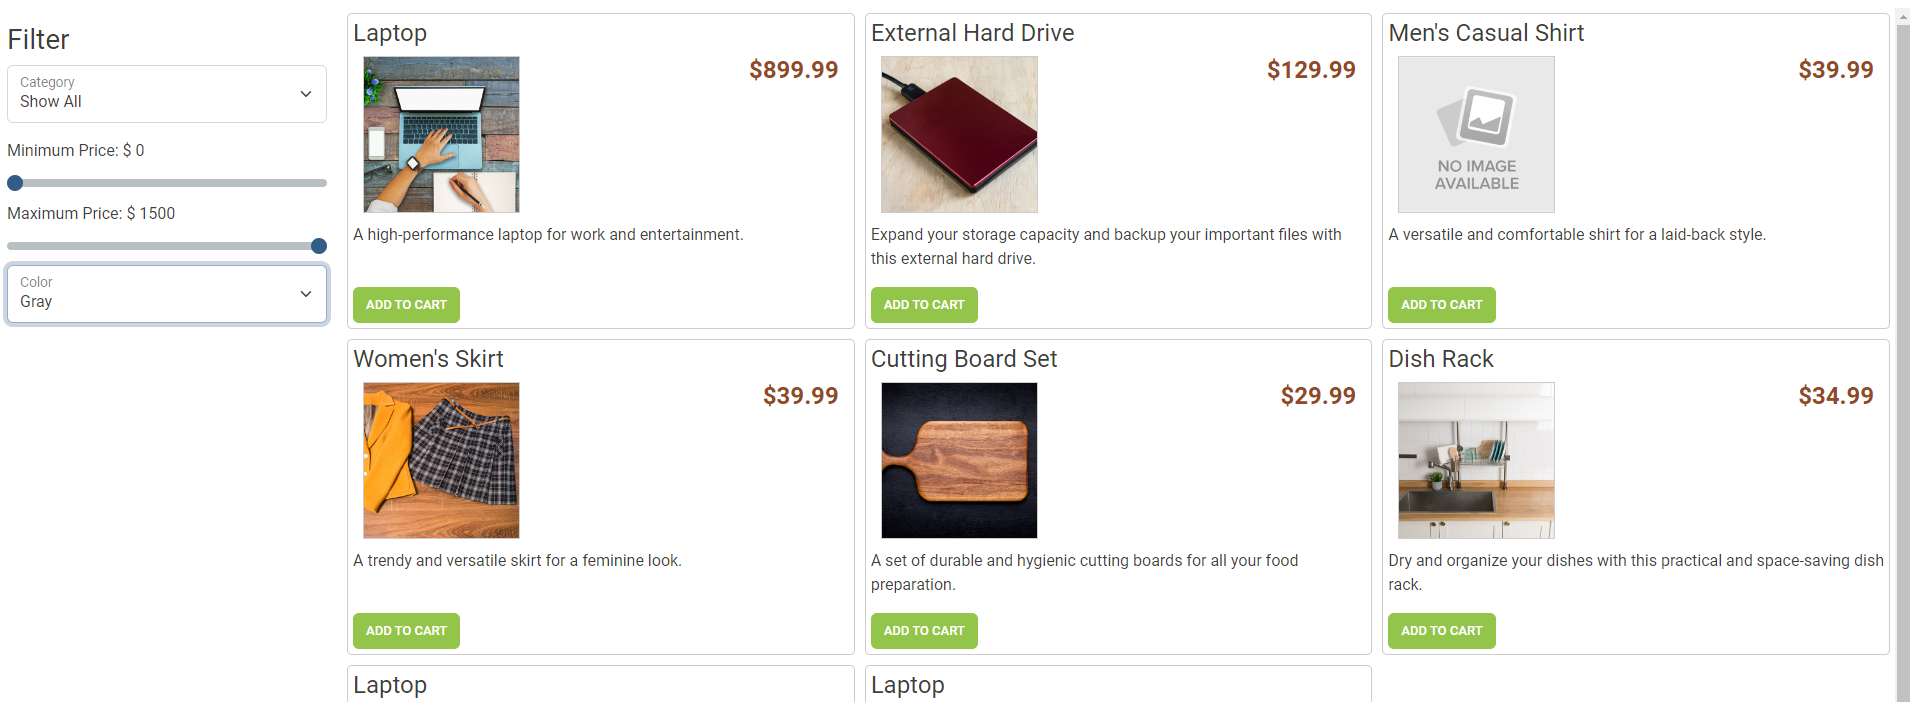 Filter
Category
Show All
Minimum Price: $ 0
Maximum Price: $ 1500
Color
Gray
Laptop
$899.99
A high-performance laptop for work and entertainment.
ADD TO CART
External Hard Drive
$129.99
Expand your storage capacity and backup your important files with
this external hard drive.
ADD TO CART
Men's Casual Shirt
$39.99
NO IMAGE
AVAILABLE
A versatile and comfortable shirt for a laid-back style.
ADD TO CART
Women's Skirt
$39.99
A trendy and versatile skirt for a feminine look.
ADD TO CART
Cutting Board Set
$29.99
A set of durable and hygienic cutting boards for all your food
preparation.
ADD TO CART
Dish Rack
$34.99
Dry and organize your dishes with this practical and space-saving dish
rack.
ADD TO CART
Laptop
Laptop